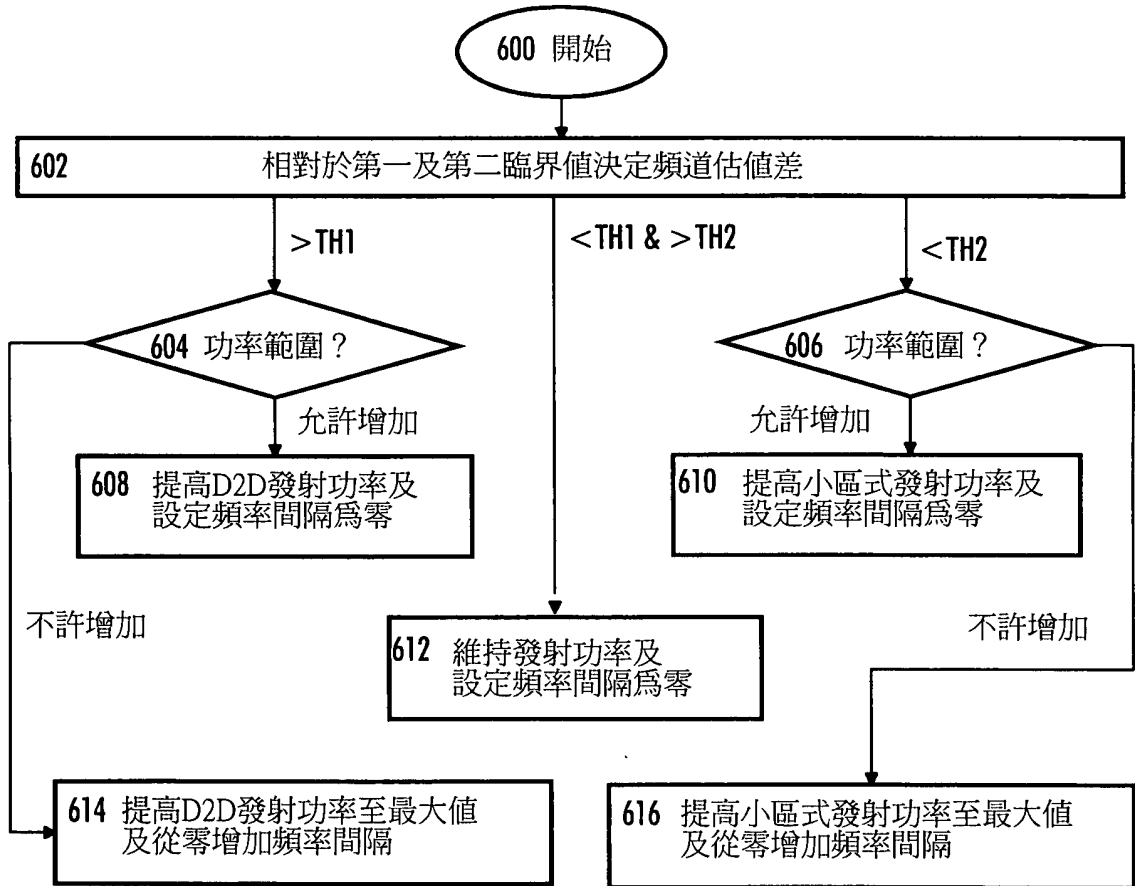 600 開始
602 相對於第一及第二臨界值決定頻道估值差
>TH1
<TH1 & >TH2
<TH2
604 功率範圍？
606 功率範圍？
允許增加
允許增加
608 提高D2D發射功率及
設定頻率間隔爲零
610 提高小區式發射功率及
設定頻率間隔爲零
不許增加
不許增加
612 維持發射功率及
設定頻率間隔爲零
614 提高D2D發射功率至最大值
及從零增加頻率間隔
616 提高小區式發射功率至最大值
及從零增加頻率間隔